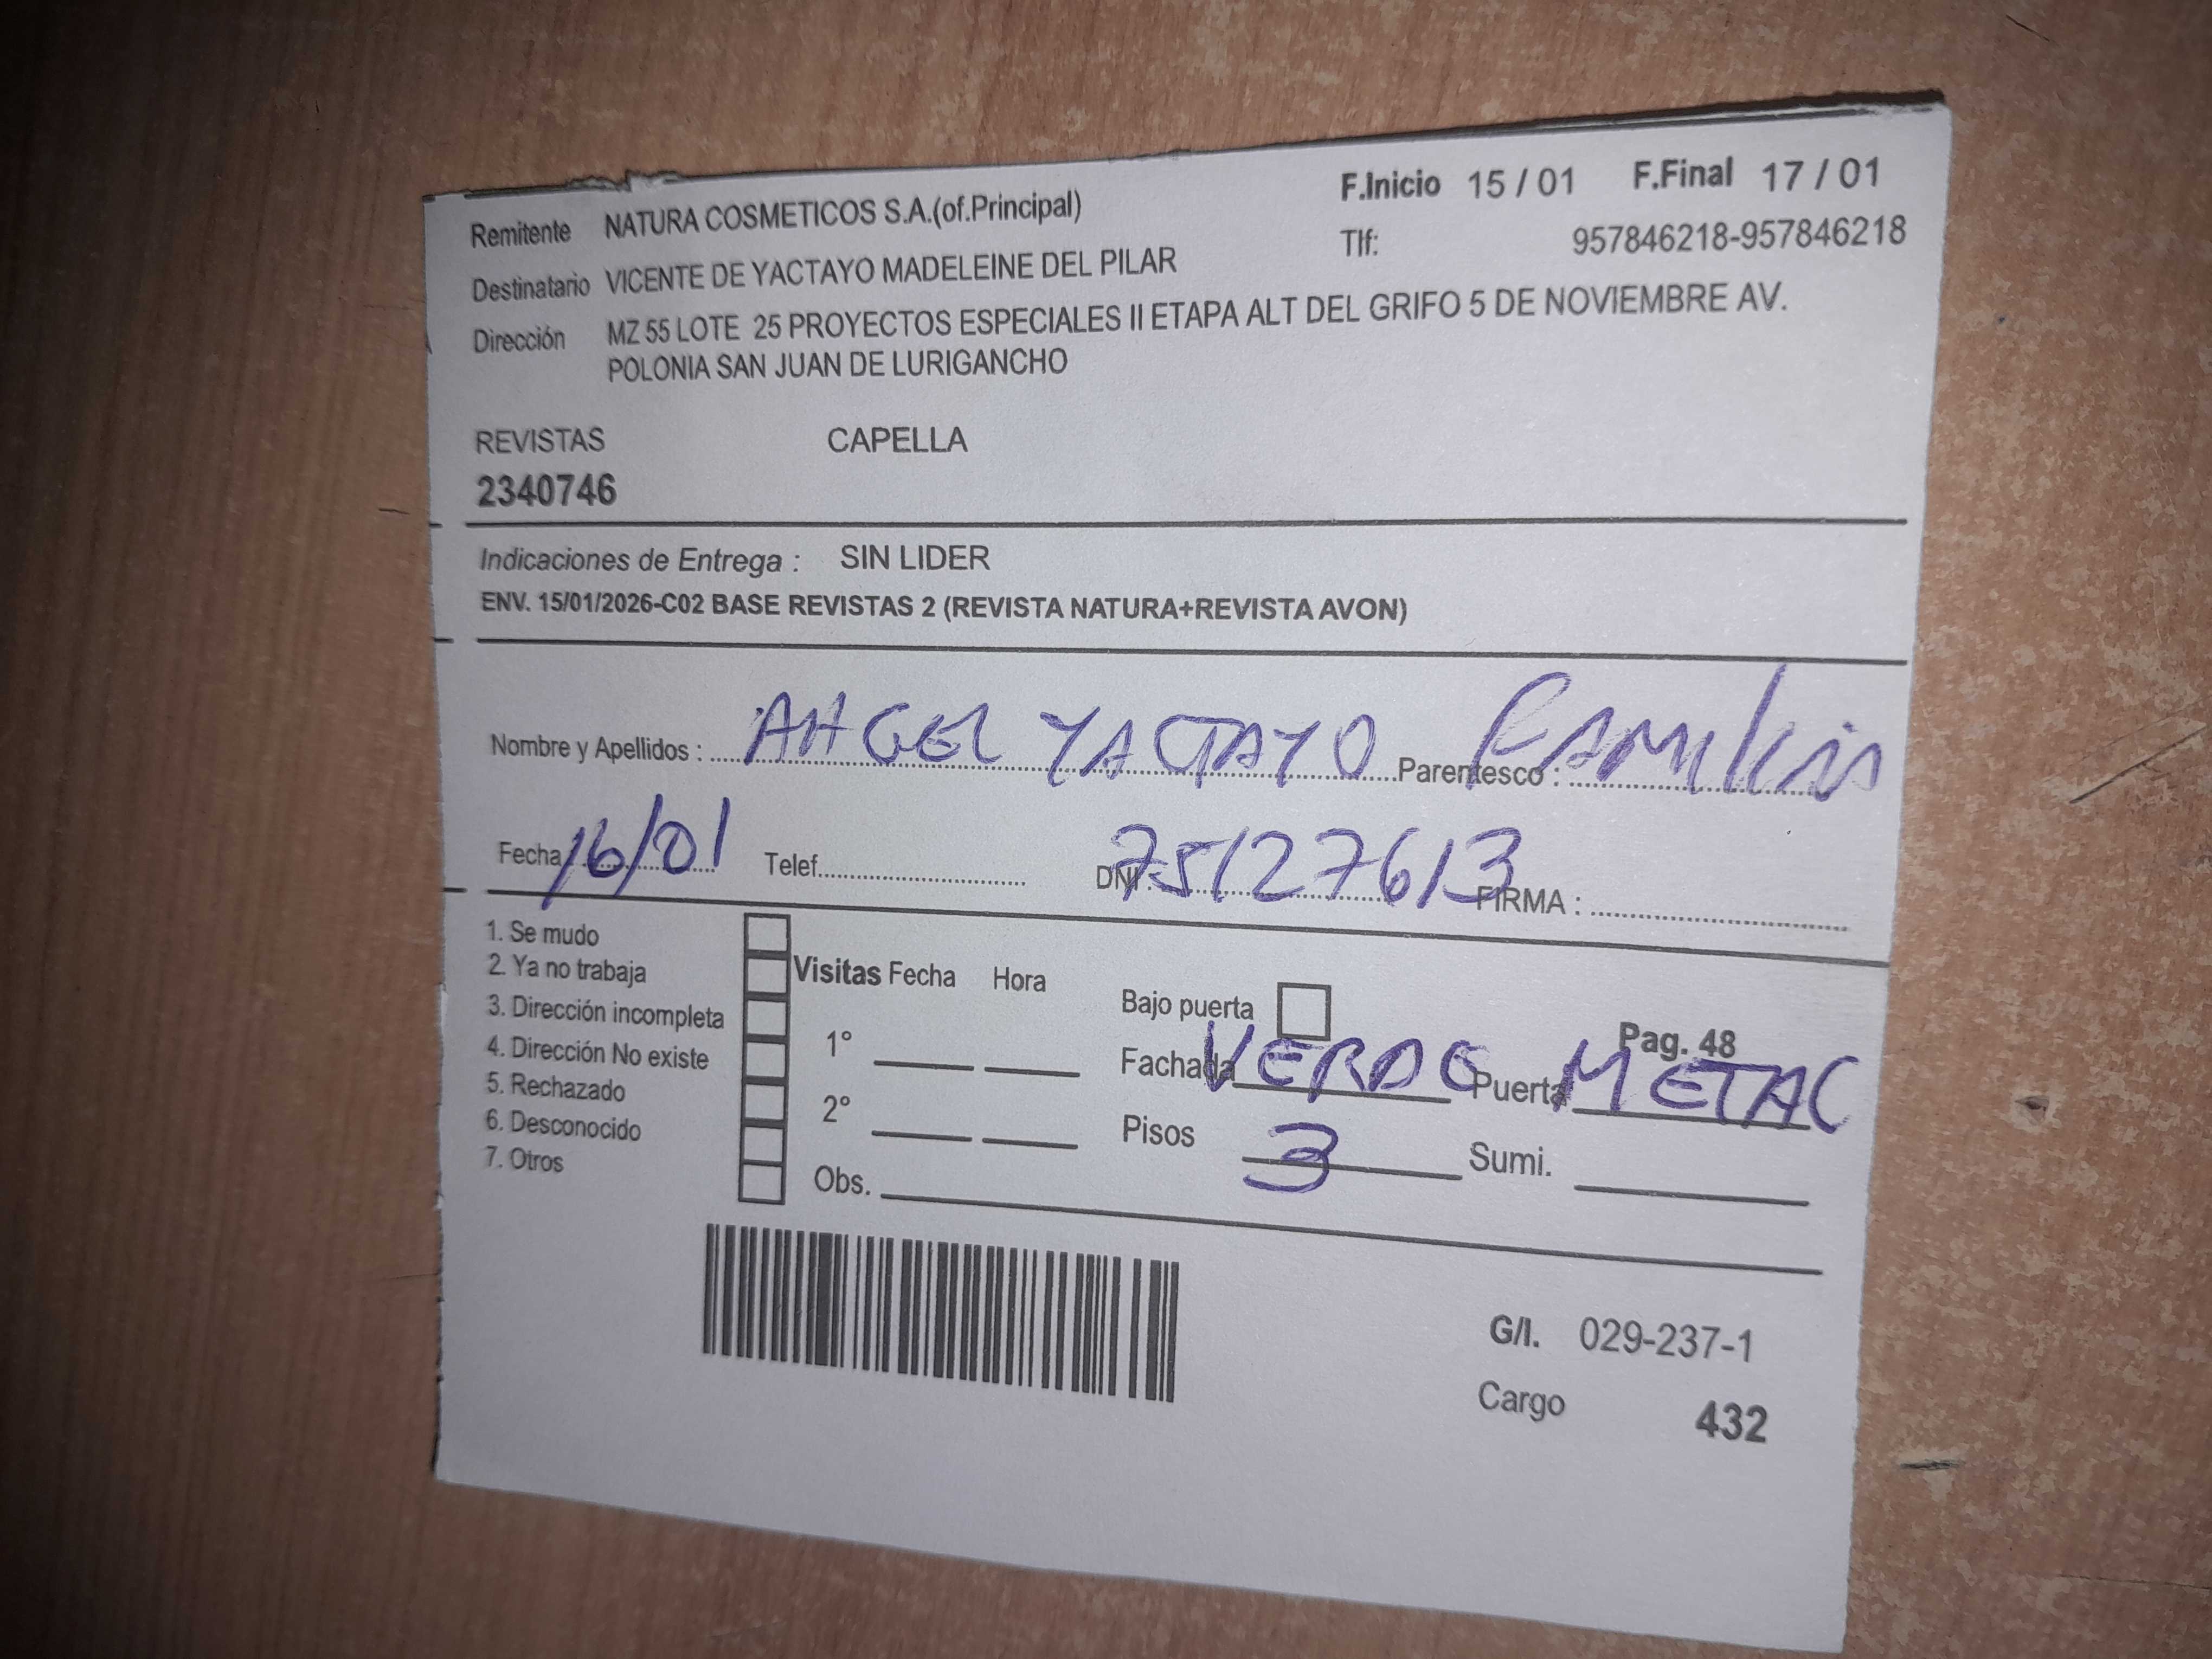 Remitente NATURA COSMETICOS S.A.(of.Principal) F.Inicio 15 / 01 F.Final 17 / 01
Destinatario VICENTE DE YACTAYO MADELEINE DEL PILAR Tlf: 957846218-957846218
Dirección MZ 55 LOTE 25 PROYECTOS ESPECIALES II ETAPA ALT DEL GRIFO 5 DE NOVIEMBRE AV.
POLONIA SAN JUAN DE LURIGANCHO
REVISTAS CAPELLA
2340746
Indicaciones de Entrega : SIN LIDER
ENV. 15/01/2026-C02 BASE REVISTAS 2 (REVISTA NATURA+REVISTA AVON)
Nombre y Apellidos : ANGEL YACTAYO Parentesco :
Fecha 16/01 Telef. DNI : 75127613 FIRMA :
1. Se mudo
2. Ya no trabaja Visitas Fecha Hora
3. Dirección incompleta Bajo puerta
4. Dirección No existe 1° Fachada VERDE Puerta METAL Pag. 48
5. Rechazado
6. Desconocido 2° Pisos 3 Sumi.
7. Otros Obs.
G/I. 029-237-1
Cargo 432